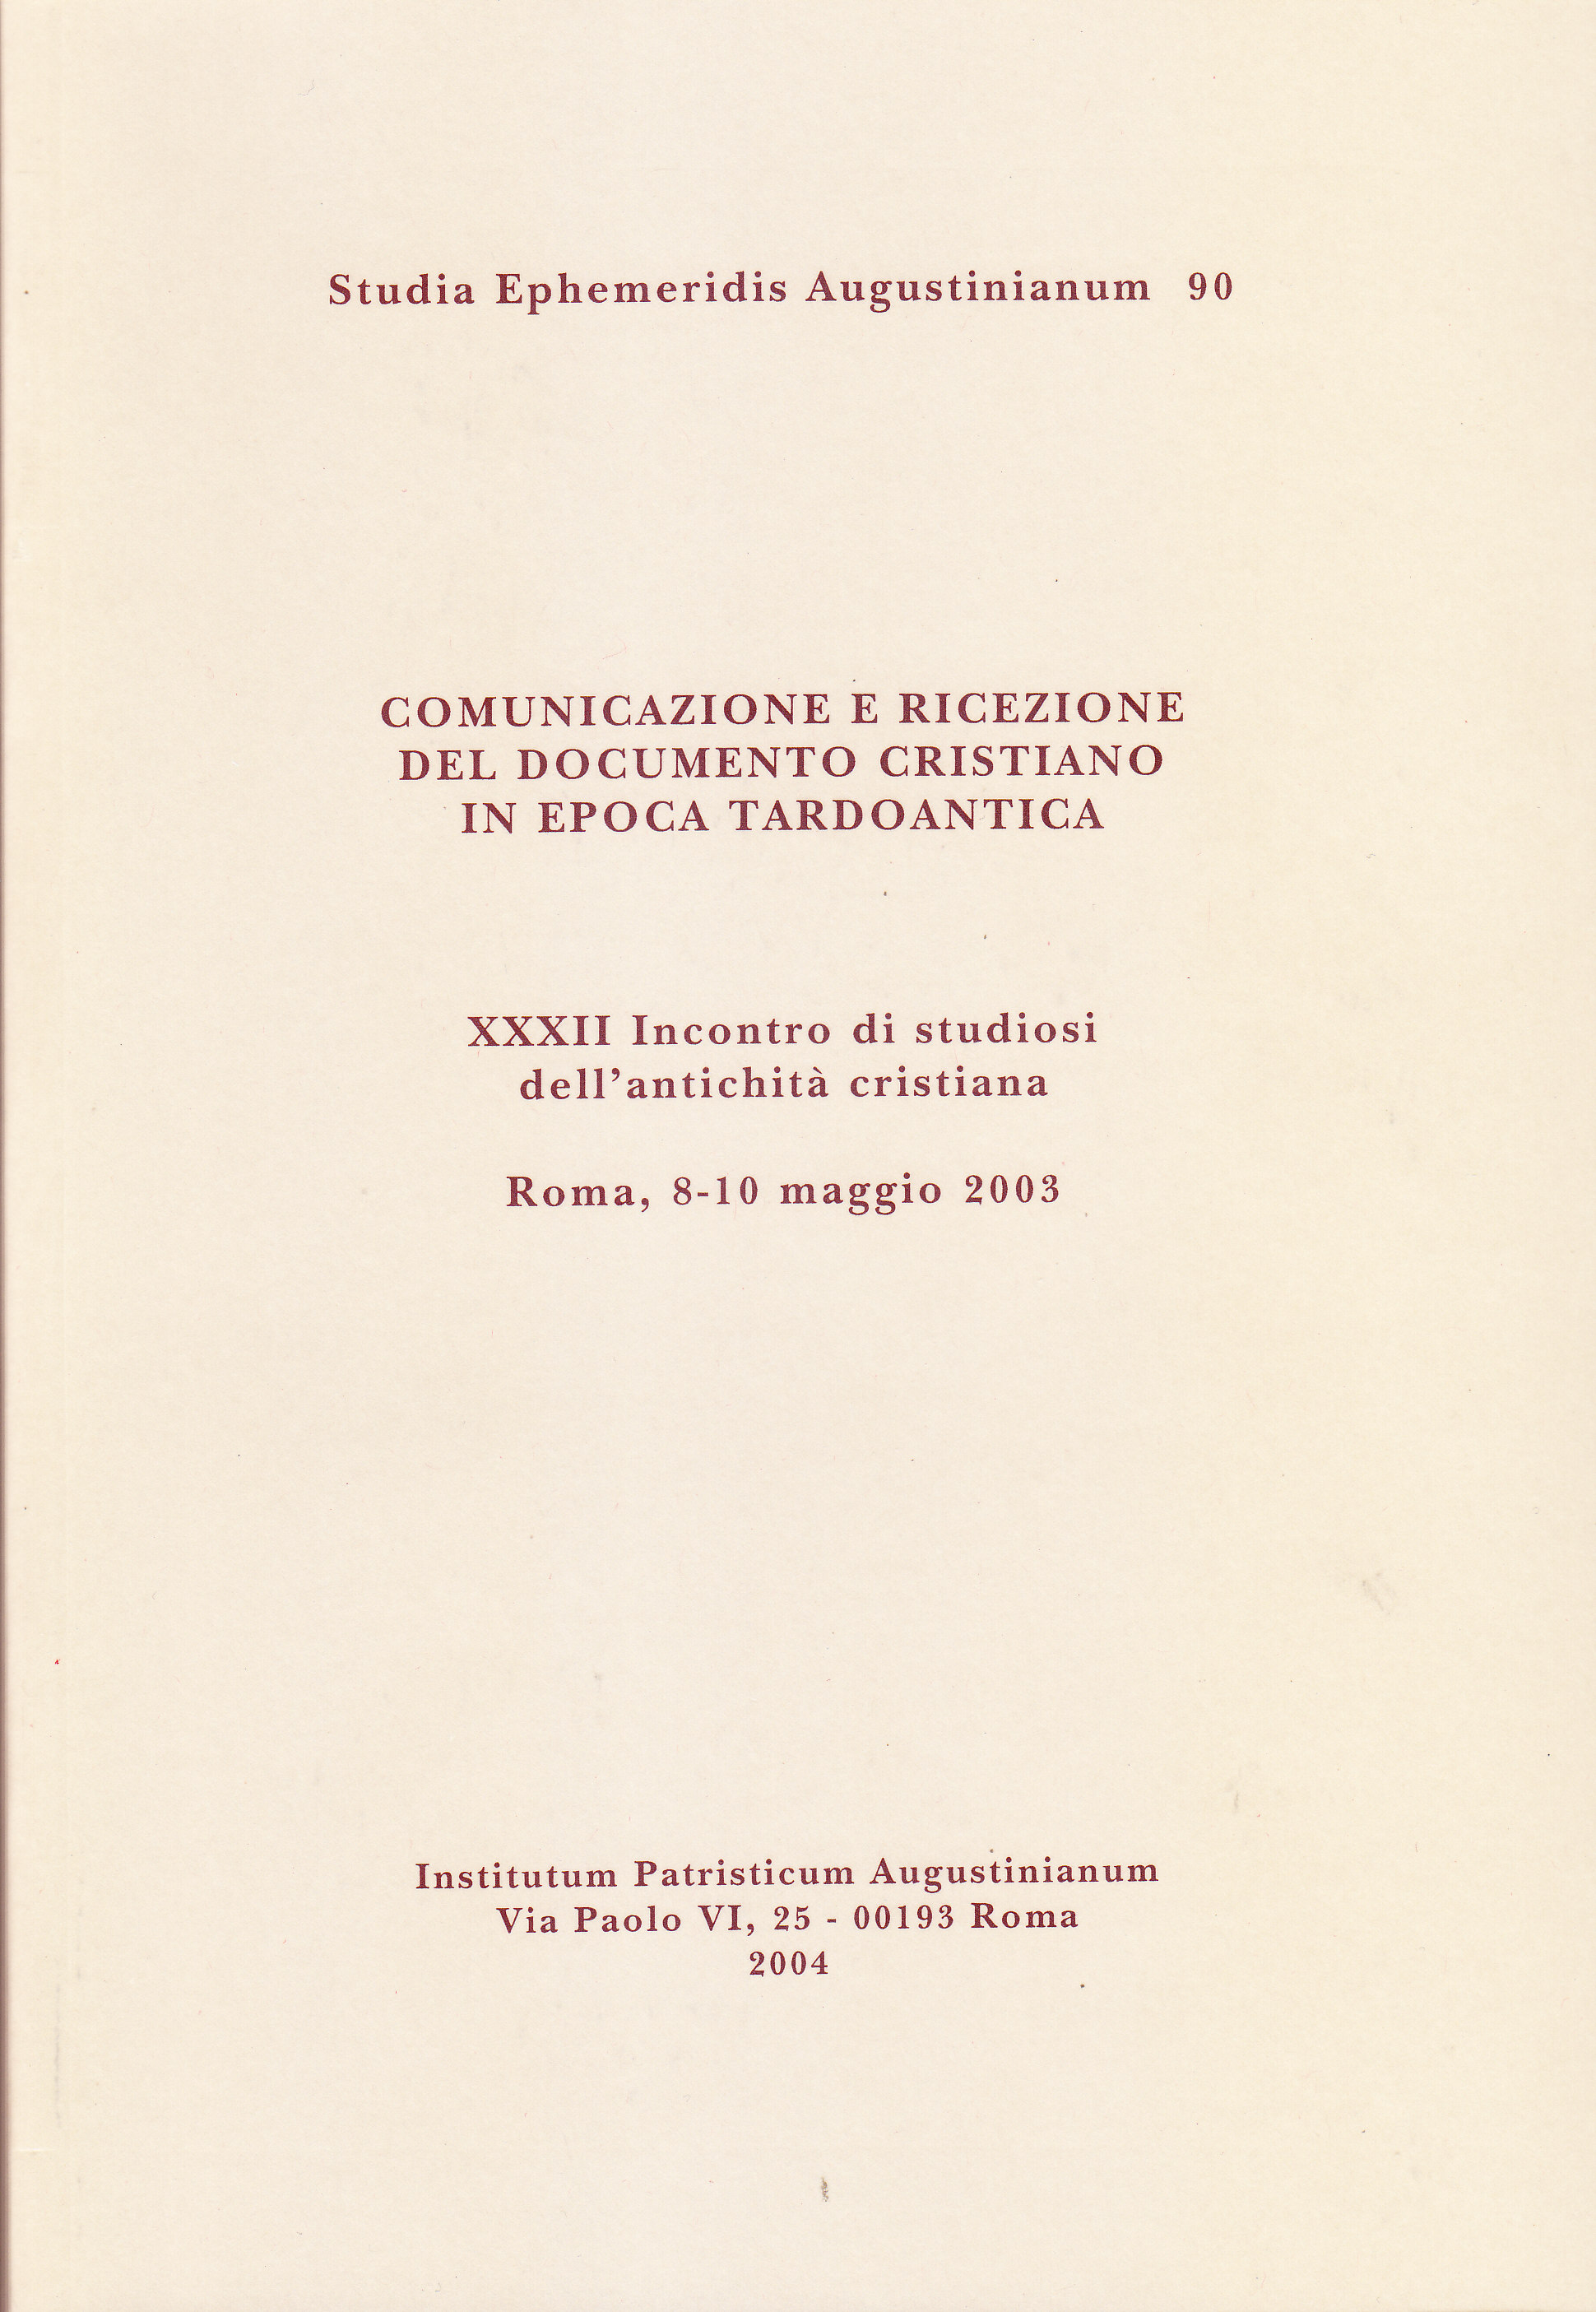 Studia Ephemeridis Augustinianum 90
COMUNICAZIONE E RICEZIONE
DEL DOCUMENTO CRISTIANO
IN EPOCA TARDOANTICA
XXXII Incontro di studiosi
dell’antichità cristiana
Roma, 8-10 maggio 2003
Institutum Patristicum Augustinianum
Via Paolo VI, 25 - 00193 Roma
2004